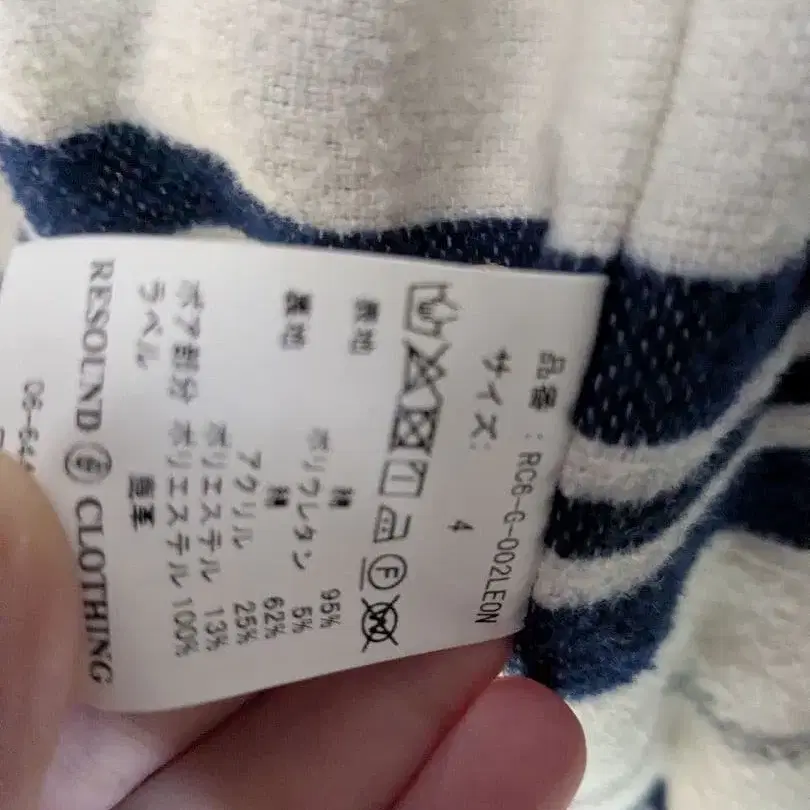 品番：RC6-G-002LEON
サイズ： 4
表地 綿 95%
ポリウレタン 5%
裏地 綿 62%
アクリル 25%
ポリエステル 13%
ボア部分 ポリエステル 100%
ラベル
RESOUND CLOTHING